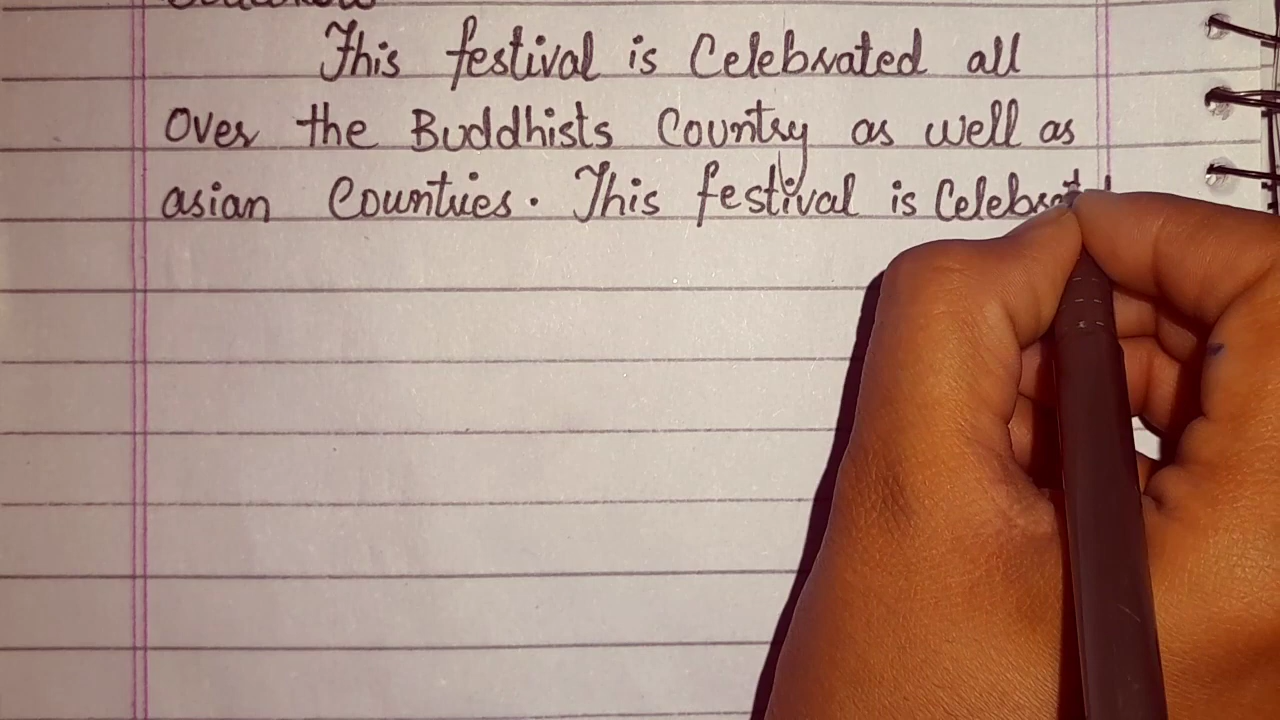 This festival is Celebrated all
Over the Buddhists Country as well as
asian Countries. This festival is